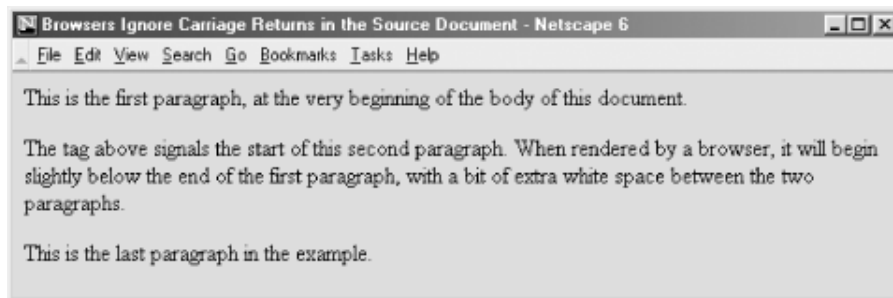 Browsers Ignore Carriage Returns in the Source Document - Netscape 6
File Edit View Search Go Bookmarks Tasks Help
This is the first paragraph, at the very beginning of the body of this document.
The tag above signals the start of this second paragraph. When rendered by a browser, it will begin
slightly below the end of the first paragraph, with a bit of extra white space between the two
paragraphs.
This is the last paragraph in the example.